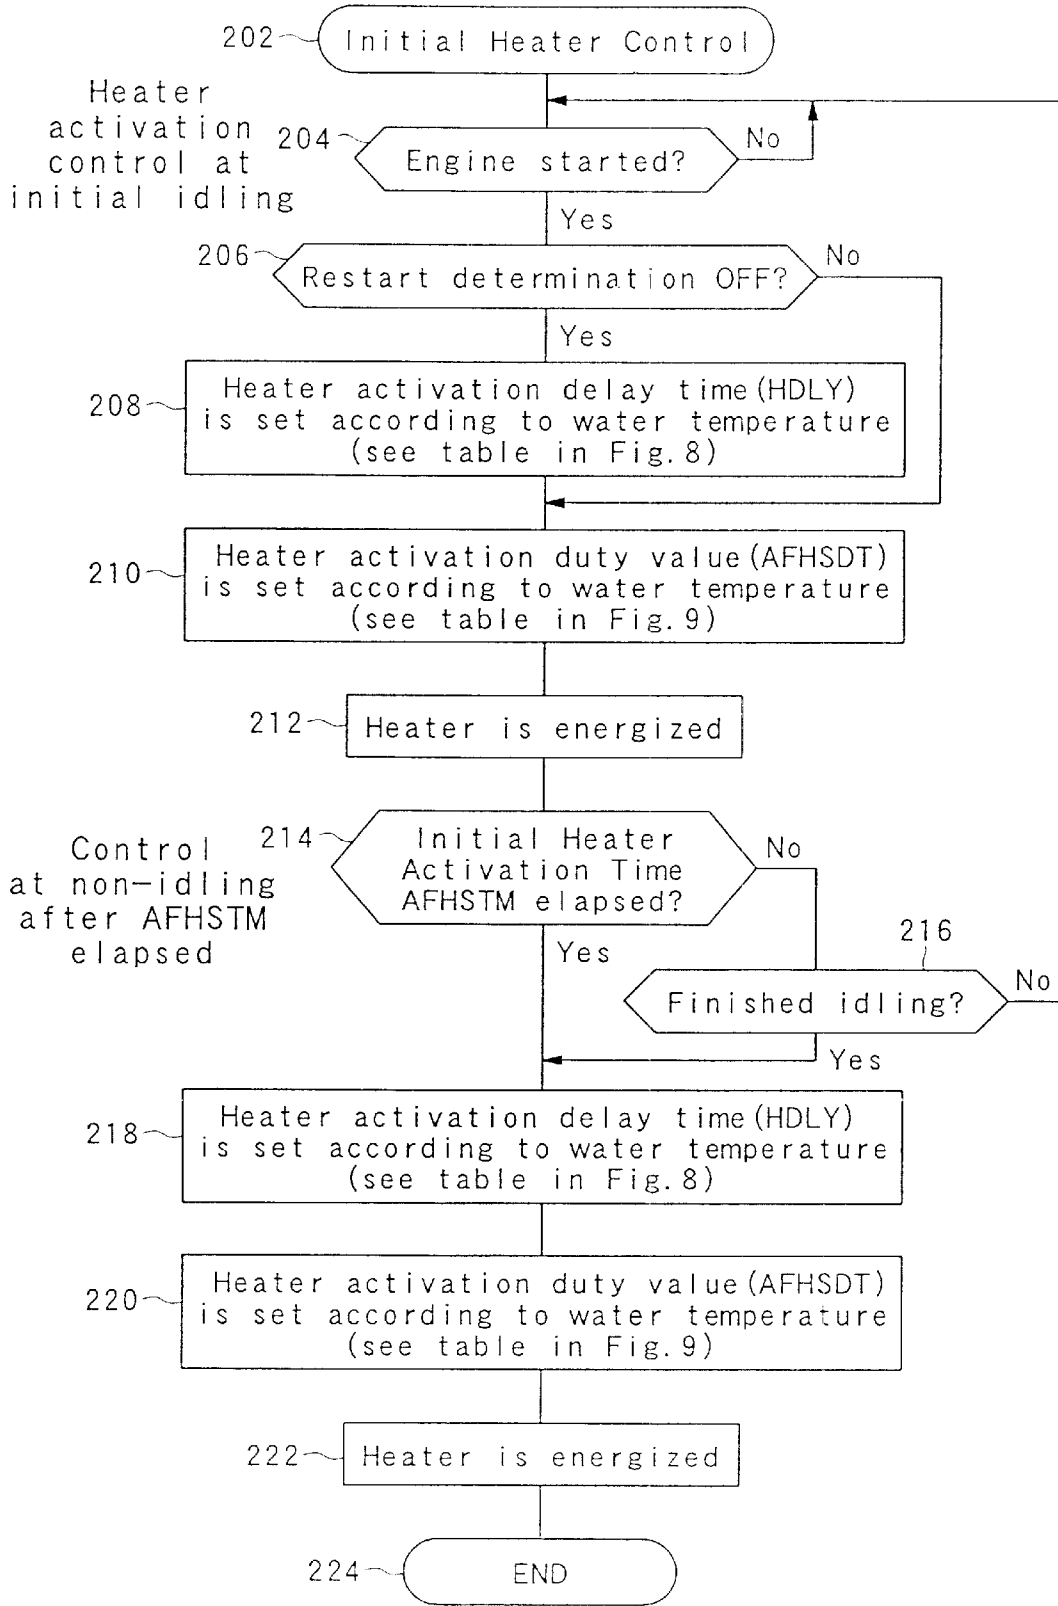 202
Initial Heater Control
Heater
activation
control at
initial idling
204
Engine started?
No
Yes
206
Restart determination OFF?
No
Yes
208
Heater activation delay time(HDLY)
is set according to water temperature
(see table in Fig.8)
210
Heater activation duty value(AFHSDT)
is set according to water temperature
(see table in Fig.9)
212
Heater is energized
Control
at non-idling
after AFHSTM
elapsed
214
Initial Heater
Activation Time
AFHSTM elapsed?
No
Yes
216
Finished idling?
No
Yes
218
Heater activation delay time(HDLY)
is set according to water temperature
(see table in Fig.8)
220
Heater activation duty value(AFHSDT)
is set according to water temperature
(see table in Fig.9)
222
Heater is energized
224
END